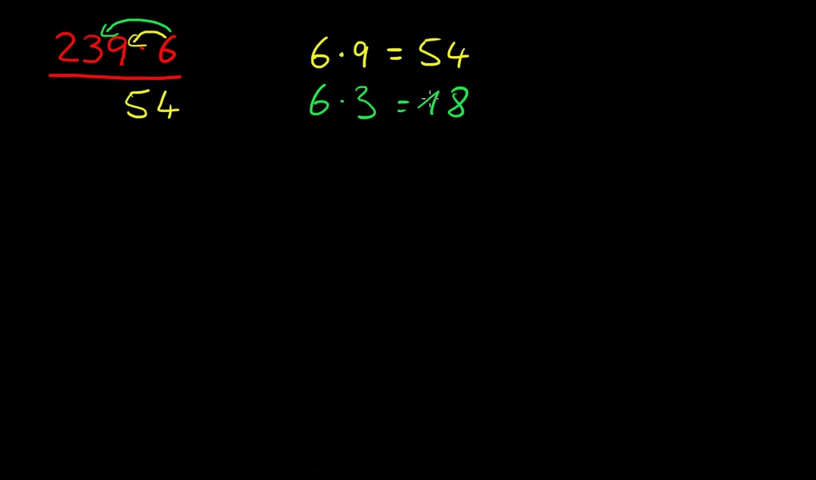 239·6
54
6·9 = 54
6·3 = 18